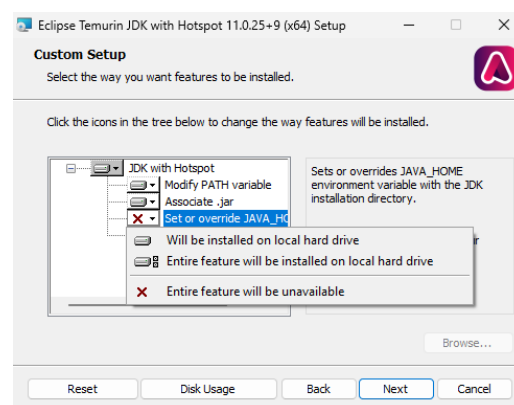 Eclipse Temurin JDK with Hotspot 11.0.25+9 (x64) Setup
Custom Setup
Select the way you want features to be installed.
Click the icons in the tree below to change the way features will be installed.
JDK with Hotspot
Modify PATH variable
Associate .jar
Set or override JAVA_HO
Sets or overrides JAVA_HOME
environment variable with the JDK
installation directory.
Will be installed on local hard drive
Entire feature will be installed on local hard drive
Entire feature will be unavailable
Browse...
Reset
Disk Usage
Back
Next
Cancel